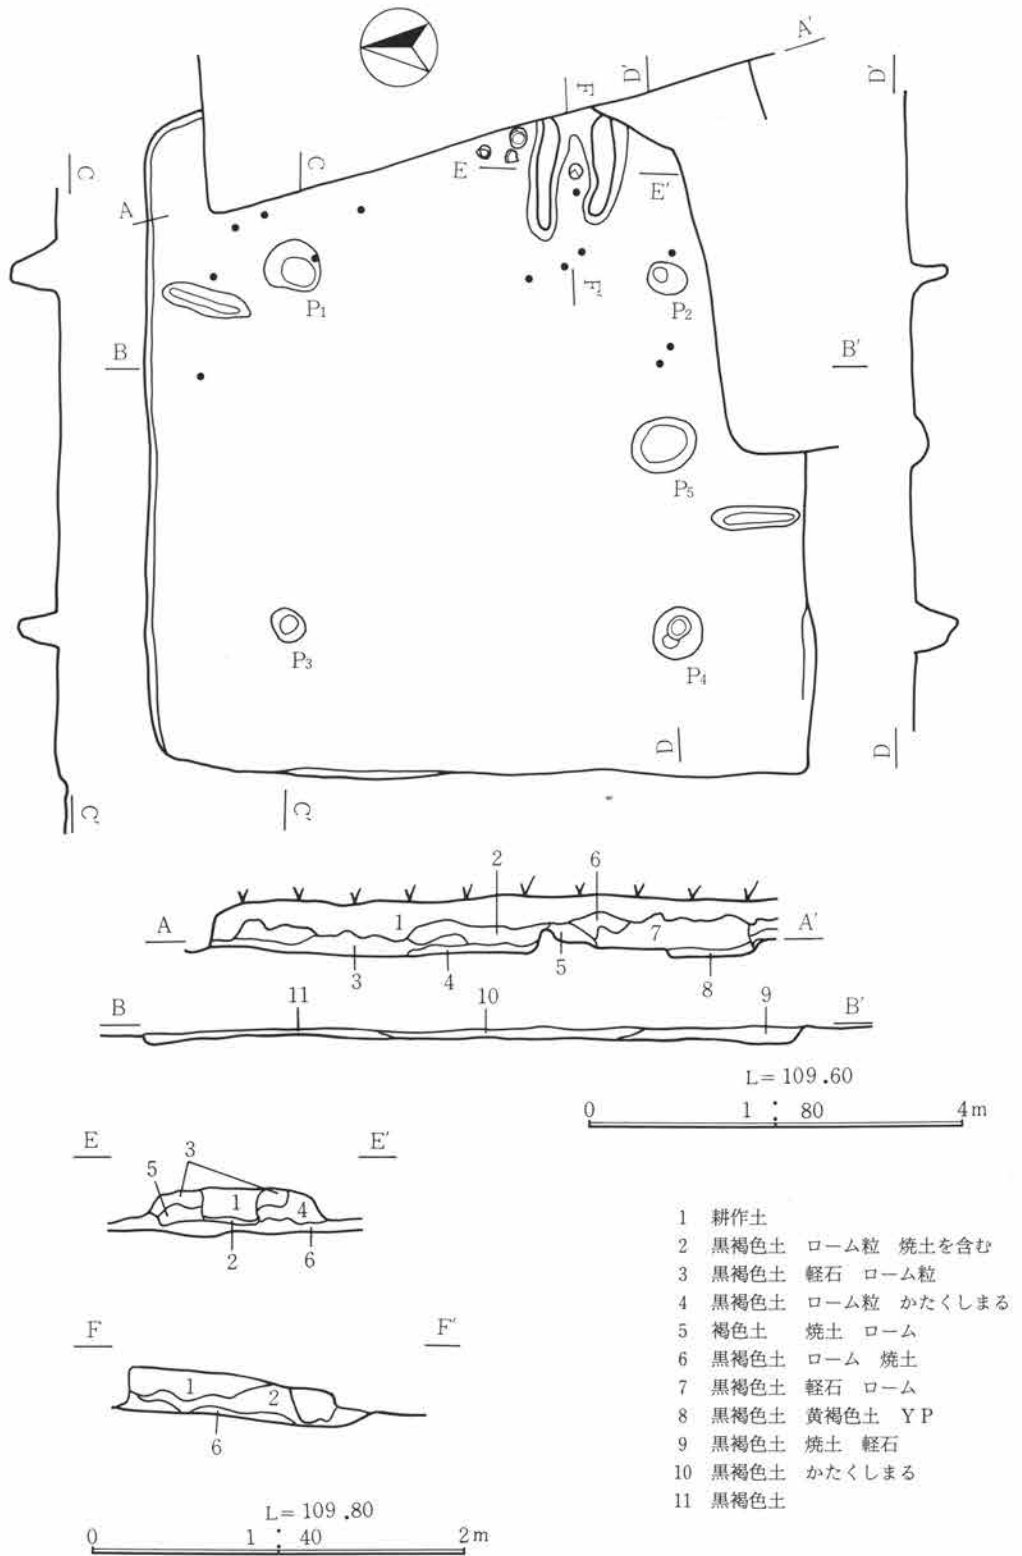 A'
D'
D'
F
C
C
E
E'
A
F'
P1
P2
B
B'
P5
P3
P4
D
D
C'
C'
2
6
A
1
7
A'
3
4
5
8
11
10
9
B
B'
L=109.60
0 1:80 4m
E
E'
3
5
1
4
2
6
F
F'
1
2
6
L=109.80
0 1:40 2m
1 耕作土
2 黒褐色土 ローム粒 焼土を含む
3 黒褐色土 軽石 ローム粒
4 黒褐色土 ローム粒 かたくしまる
5 褐色土 焼土 ローム
6 黒褐色土 ローム 焼土
7 黒褐色土 軽石 ローム
8 黒褐色土 黄褐色土 YP
9 黒褐色土 焼土 軽石
10 黒褐色土 かたくしまる
11 黒褐色土